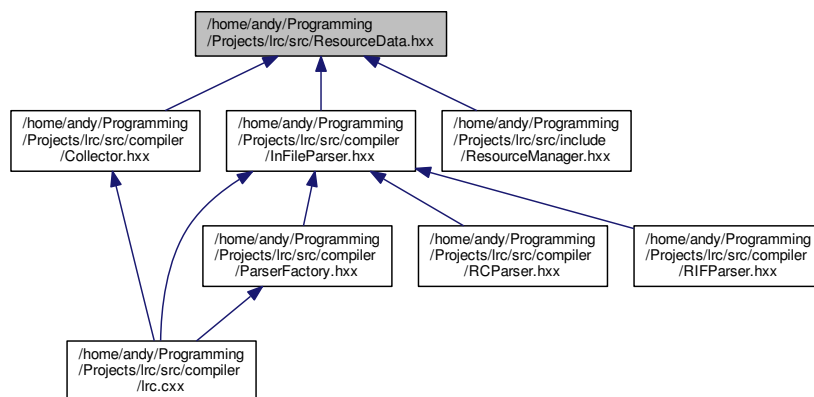 /home/andy/Programming
/Projects/lrc/src/ResourceData.hxx
/home/andy/Programming
/Projects/lrc/src/compiler
/Collector.hxx
/home/andy/Programming
/Projects/lrc/src/compiler
/InFileParser.hxx
/home/andy/Programming
/Projects/lrc/src/include
/ResourceManager.hxx
/home/andy/Programming
/Projects/lrc/src/compiler
/ParserFactory.hxx
/home/andy/Programming
/Projects/lrc/src/compiler
/RCParser.hxx
/home/andy/Programming
/Projects/lrc/src/compiler
/RIFParser.hxx
/home/andy/Programming
/Projects/lrc/src/compiler
/lrc.cxx